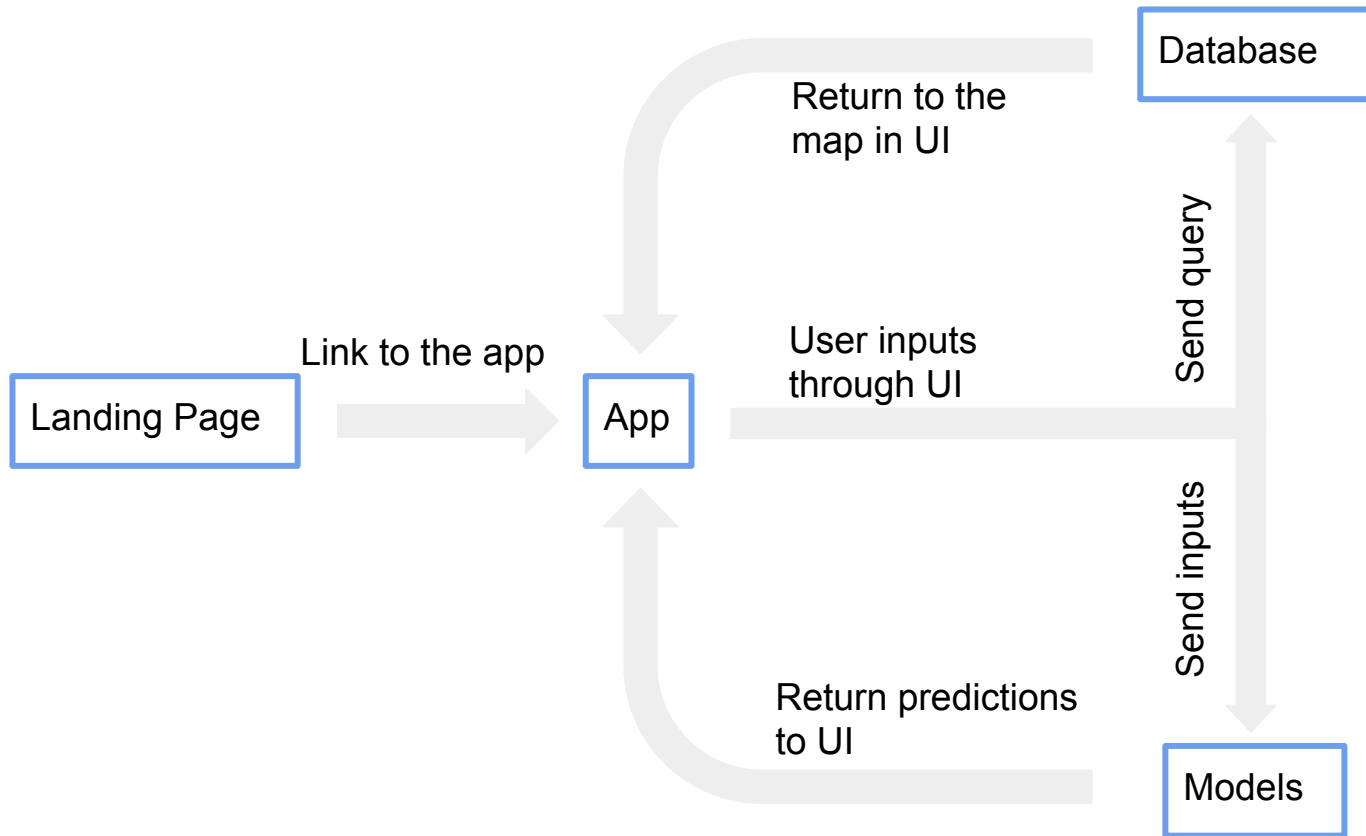 Database
Return to the
map in UI
Send query
Link to the app
User inputs
through UI
Landing Page
App
Send inputs
Return predictions
to UI
Models